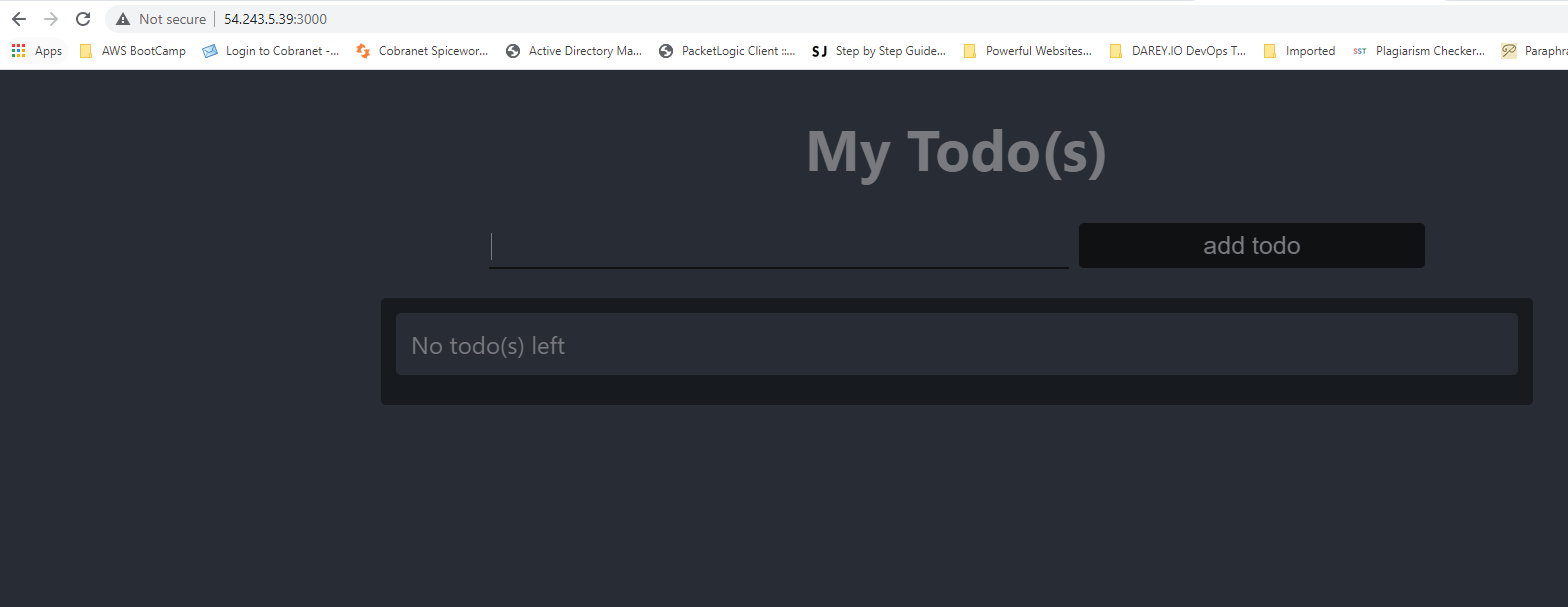 Not secure 54.243.5.39:3000
Apps AWS BootCamp Login to Cobranet -... Cobranet Spicewor... Active Directory Ma... PacketLogic Client ::... SJ Step by Step Guide... Powerful Websites... DAREY.IO DevOps T... Imported SST Plagiarism Checker... Paraphra
My Todo(s)
add todo
No todo(s) left